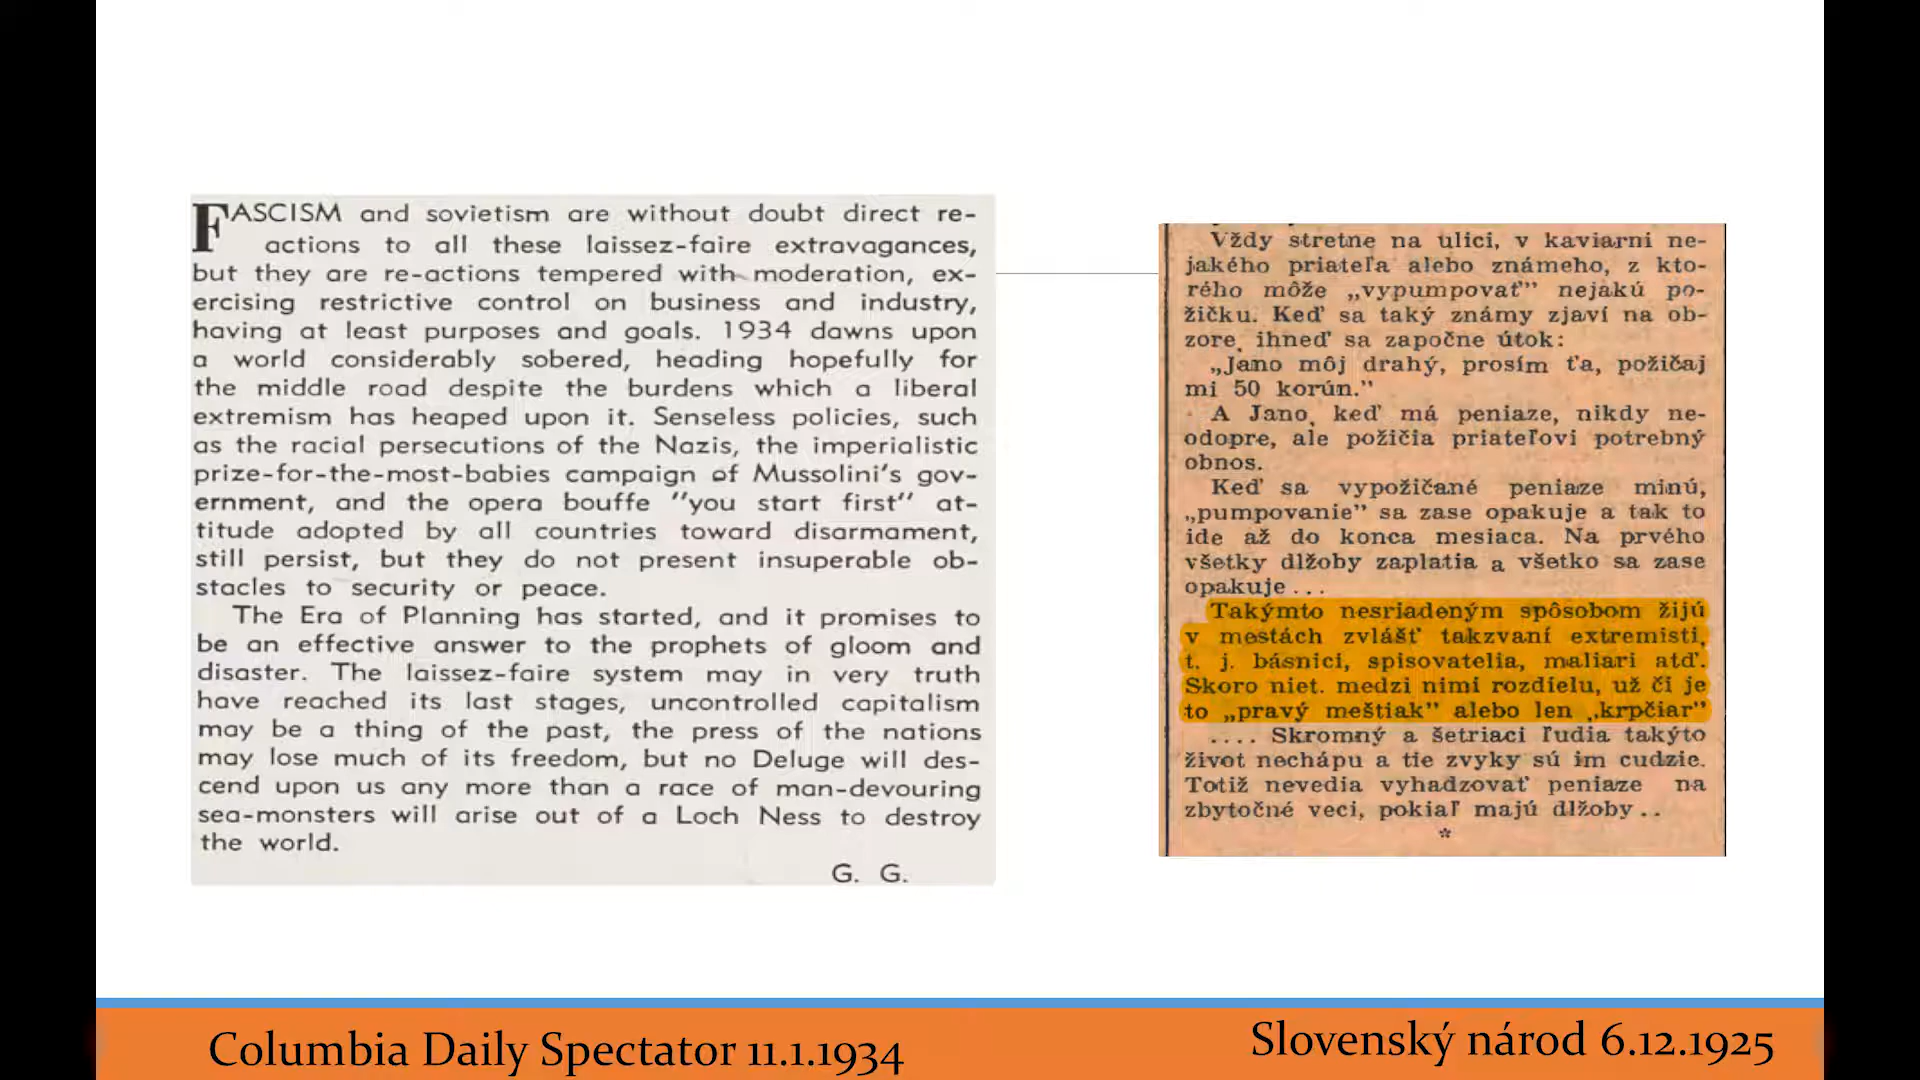 FASCISM and sovietism are without doubt direct re-
actions to all these laissez-faire extravagances,
but they are re-actions tempered with moderation, ex-
ercising restrictive control on business and industry,
having at least purposes and goals. 1934 dawns upon
a world considerably sobered, heading hopefully for
the middle road despite the burdens which a liberal
extremism has heaped upon it. Senseless policies, such
as the racial persecutions of the Nazis, the imperialistic
prize-for-the-most-babies campaign of Mussolini's gov-
ernment, and the opera bouffe "you start first" at-
titude adopted by all countries toward disarmament,
still persist, but they do not present insuperable ob-
stacles to security or peace.
The Era of Planning has started, and it promises to
be an effective answer to the prophets of gloom and
disaster. The laissez-faire system may in very truth
have reached its last stages, uncontrolled capitalism
may be a thing of the past, the press of the nations
may lose much of its freedom, but no Deluge will des-
cend upon us any more than a race of man-devouring
sea-monsters will arise out of a Loch Ness to destroy
the world.
G. G.
Vždy stretne na ulici, v kaviarni ne-
jakého priateľa alebo známeho, z kto-
rého môže „vypumpovať" nejakú po-
žičku. Keď sa taký známy zjaví na ob-
zore, ihneď sa započne útok:
„Jano môj drahý, prosím ťa, požičaj
mi 50 korún."
A Jano, keď má peniaze, nikdy ne-
odopre, ale požičia priateľovi potrebný
obnos.
Keď sa vypožičané peniaze minú,
„pumpovanie" sa zase opakuje a tak to
ide až do konca mesiaca. Na prvého
všetky dlžoby zaplatia a všetko sa zase
opakuje...
Takýmto nesriadeným spôsobom žijú
v mestách zvlášť takzvaní extremisti,
t. j. básnici, spisovatelia, maliari atď.
Skoro niet. medzi nimi rozdielu, už či je
to „pravý meštiak" alebo len „krpčiar"
.... Skromný a šetriaci ľudia takýto
život nechápu a tie zvyky sú im cudzie.
Totiž nevedia vyhadzovať peniaze na
zbytočné veci, pokiaľ majú dlžoby..
*
Columbia Daily Spectator 11.1.1934
Slovenský národ 6.12.1925